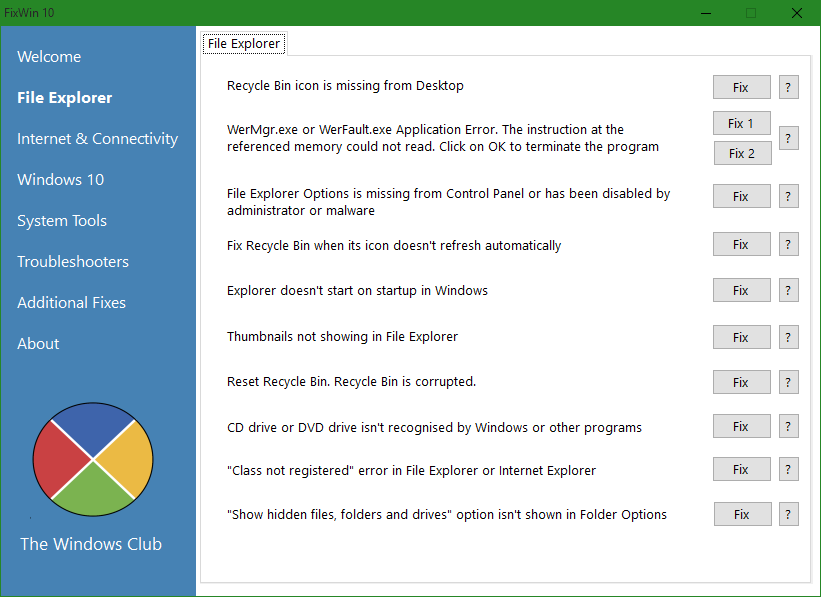 FixWin 10
Welcome
File Explorer
Internet & Connectivity
Windows 10
System Tools
Troubleshooters
Additional Fixes
About
The Windows Club
File Explorer
Recycle Bin icon is missing from Desktop
Fix
?
WerMgr.exe or WerFault.exe Application Error. The instruction at the
referenced memory could not read. Click on OK to terminate the program
Fix 1
Fix 2
?
File Explorer Options is missing from Control Panel or has been disabled by
administrator or malware
Fix
?
Fix Recycle Bin when its icon doesn't refresh automatically
Fix
?
Explorer doesn't start on startup in Windows
Fix
?
Thumbnails not showing in File Explorer
Fix
?
Reset Recycle Bin. Recycle Bin is corrupted.
Fix
?
CD drive or DVD drive isn't recognised by Windows or other programs
Fix
?
"Class not registered" error in File Explorer or Internet Explorer
Fix
?
"Show hidden files, folders and drives" option isn't shown in Folder Options
Fix
?